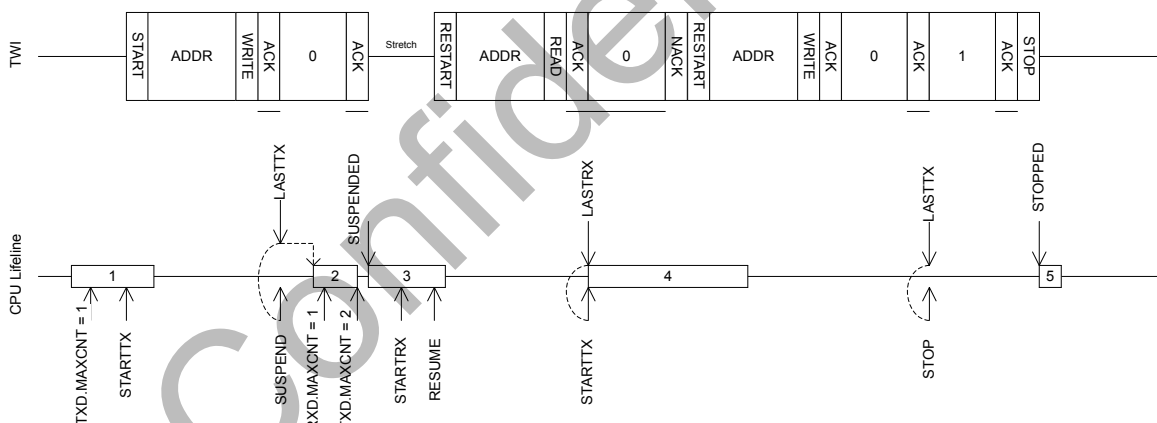 TWI
START ADDR WRITE ACK 0 ACK Stretch RESTART ADDR READ ACK 0 NACK RESTART ADDR WRITE ACK 0 ACK 1 ACK STOP
LASTTX SUSPENDED LASTRX LASTTX STOPPED
CPU Lifeline
1 2 3 4 5
TXD.MAXCNT = 1 STARTTX SUSPEND RXD.MAXCNT = 1 TXD.MAXCNT = 2 STARTRX RESUME STARTTX STOP